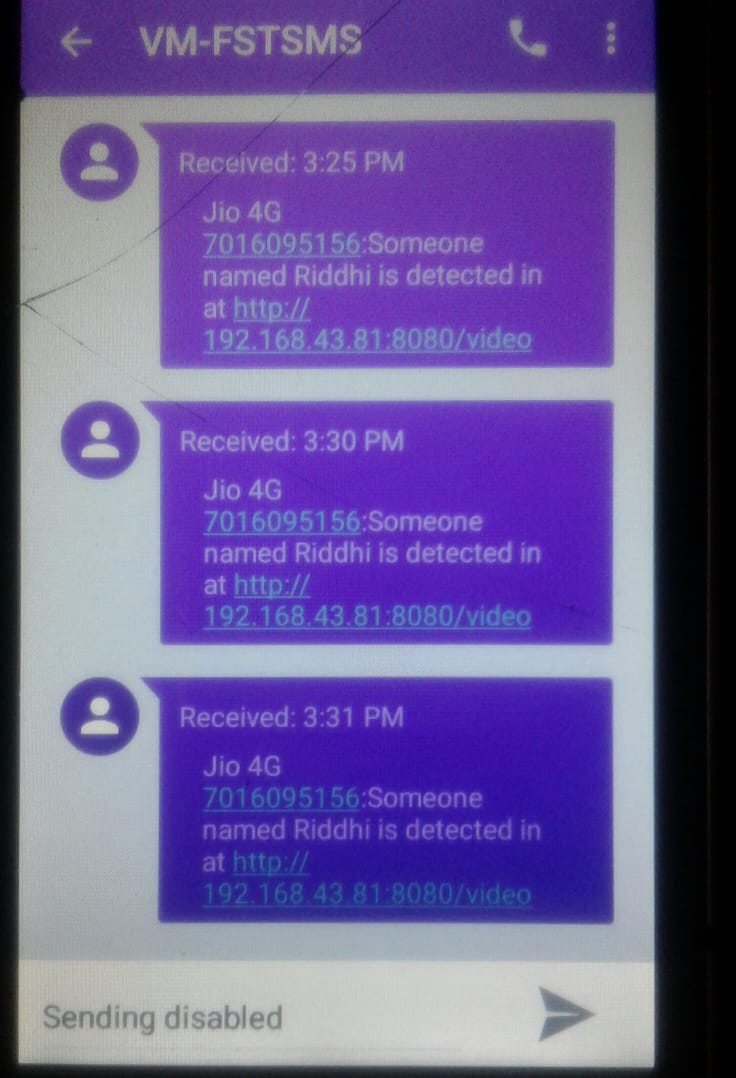 VM-FSTSMS
Received: 3:25 PM
Jio 4G
7016095156:Someone
named Riddhi is detected in
at http://
192.168.43.81:8080/video
Received: 3:30 PM
Jio 4G
7016095156:Someone
named Riddhi is detected in
at http://
192.168.43.81:8080/video
Received: 3:31 PM
Jio 4G
7016095156:Someone
named Riddhi is detected in
at http://
192.168.43.81:8080/video
Sending disabled